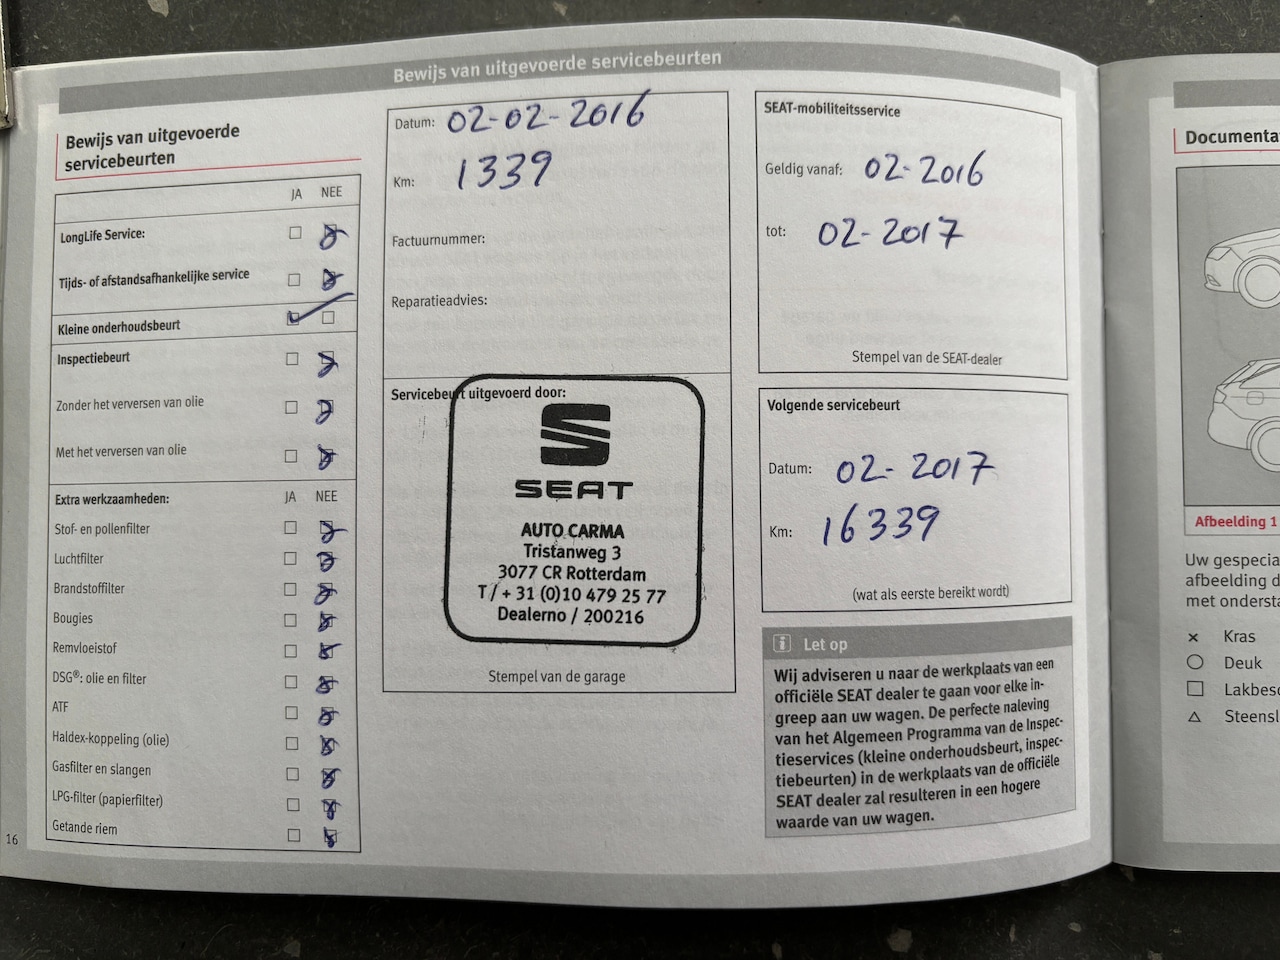 Bewijs van uitgevoerde servicebeurten
Bewijs van uitgevoerde
servicebeurten
JA NEE
LongLife Service:
Tijds- of afstandsafhankelijke service
Kleine onderhoudsbeurt
Inspectiebeurt
Zonder het verversen van olie
Met het verversen van olie
Extra werkzaamheden: JA NEE
Stof- en pollenfilter
Luchtfilter
Brandstoffilter
Bougies
Remvloeistof
DSG®: olie en filter
ATF
Haldex-koppeling (olie)
Gasfilter en slangen
LPG-filter (papierfilter)
Getande riem
16
Datum: 02-02-2016
Km: 1339
Factuurnummer:
Reparatieadvies:
Servicebeurt uitgevoerd door:
SEAT
AUTO CARMA
Tristanweg 3
3077 CR Rotterdam
T / + 31 (0)10 479 25 77
Dealerno / 200216
Stempel van de garage
SEAT-mobiliteitsservice
Geldig vanaf: 02-2016
tot: 02-2017
Stempel van de SEAT-dealer
Volgende servicebeurt
Datum: 02-2017
Km: 16339
(wat als eerste bereikt wordt)
i Let op
Wij adviseren u naar de werkplaats van een
officiële SEAT dealer te gaan voor elke in-
greep aan uw wagen. De perfecte naleving
van het Algemeen Programma van de Inspec-
tieservices (kleine onderhoudsbeurt, inspec-
tiebeurten) in de werkplaats van de officiële
SEAT dealer zal resulteren in een hogere
waarde van uw wagen.
Documenta
Afbeelding 1
Uw gespecia
afbeelding d
met ondersta
Kras
Deuk
Lakbesc
Steensl